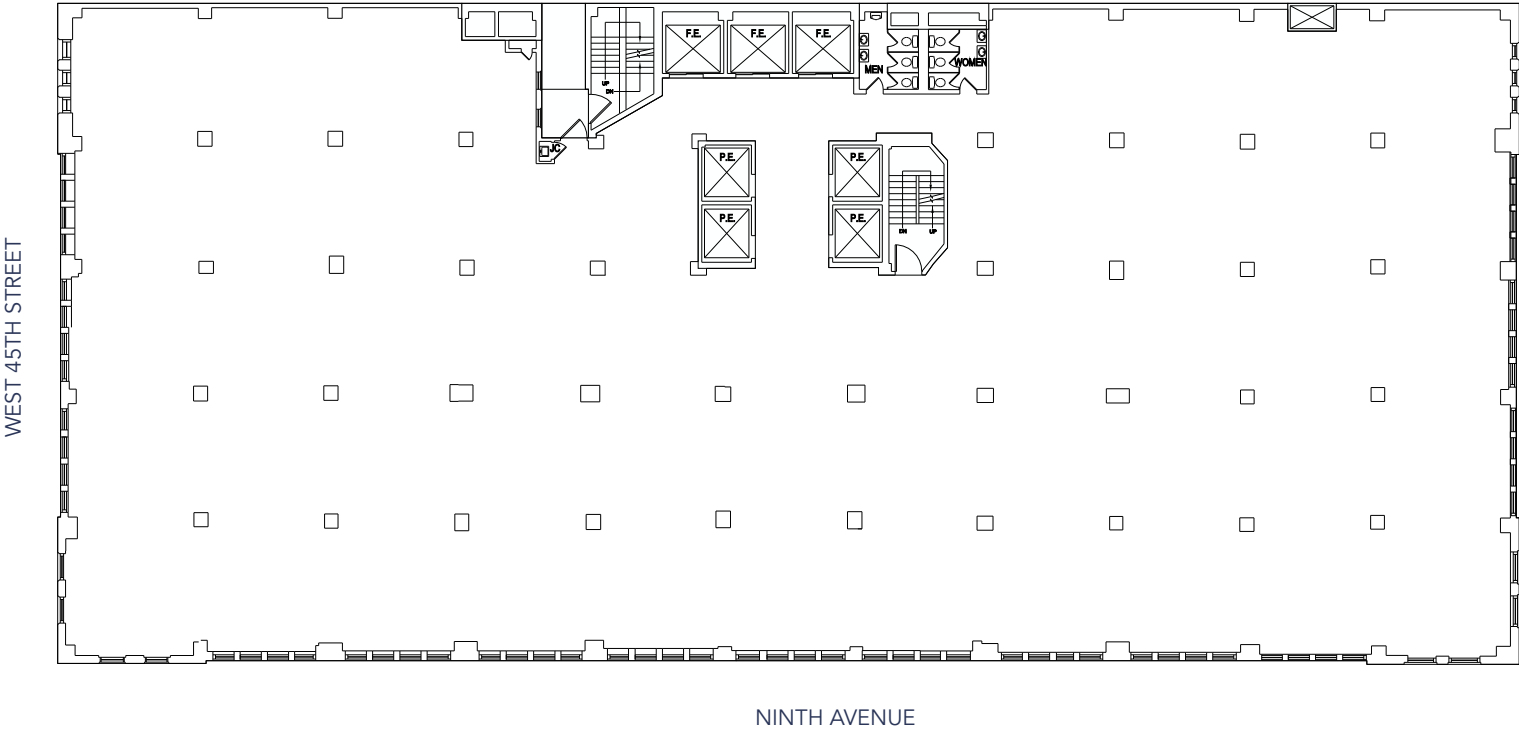 F.E. F.E. F.E.
MEN WOMEN
UP
DN
JC
P.E. P.E.
P.E. P.E.
DN UP
WEST 45TH STREET
NINTH AVENUE